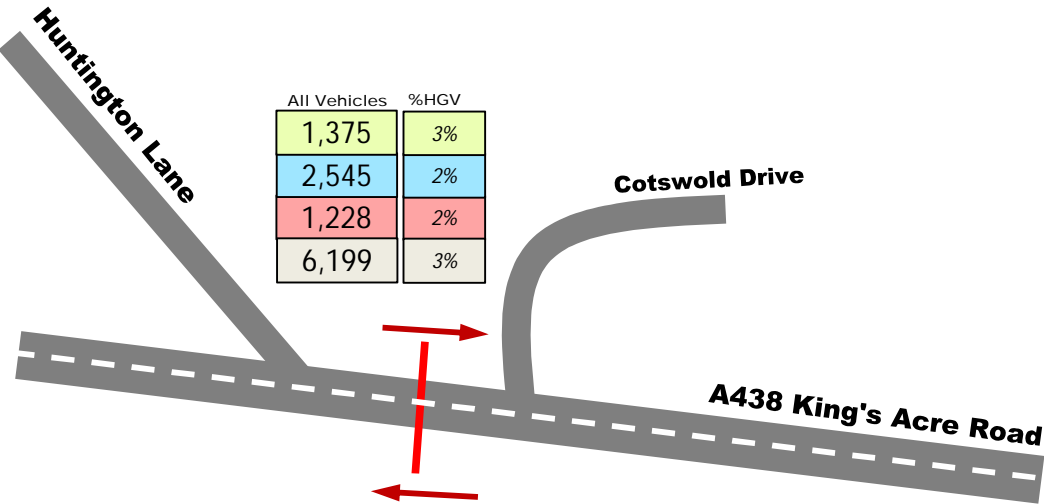 Huntington Lane
All Vehicles %HGV
1,375 3%
2,545 2%
1,228 2%
6,199 3%
Cotswold Drive
A438 King's Acre Road